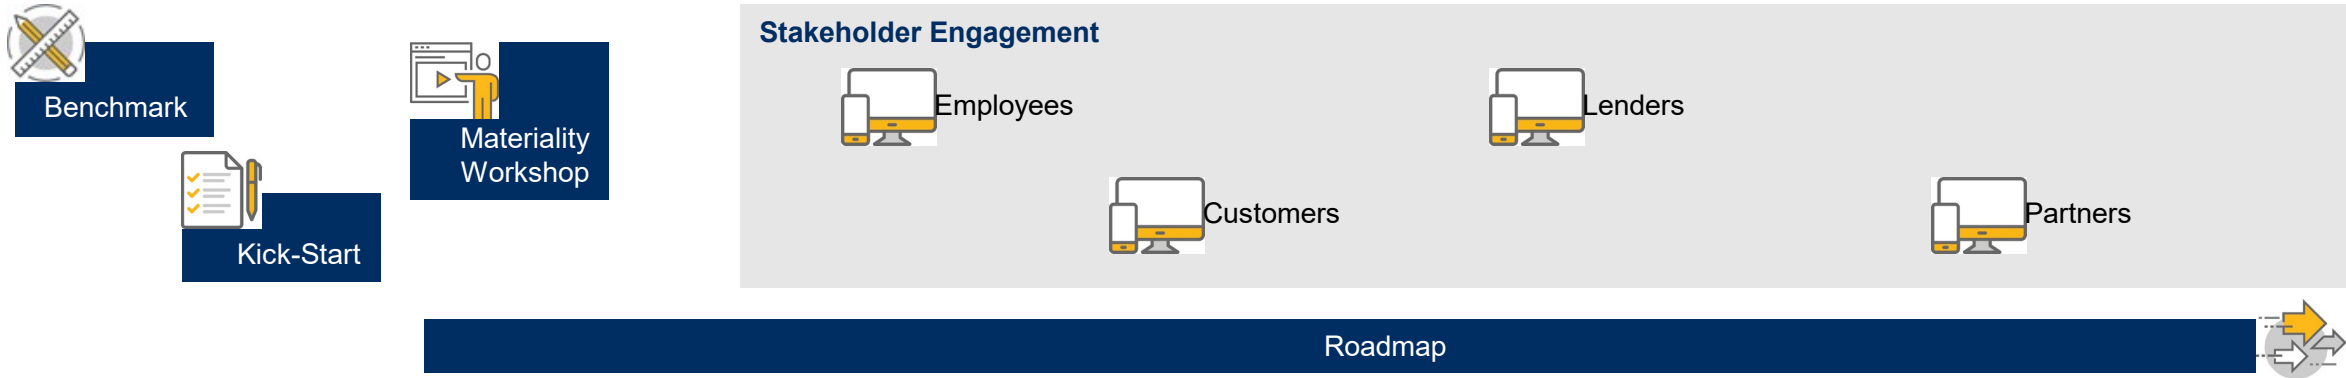 Benchmark
Kick-Start
Materiality
Workshop
Stakeholder Engagement
Employees
Lenders
Customers
Partners
Roadmap